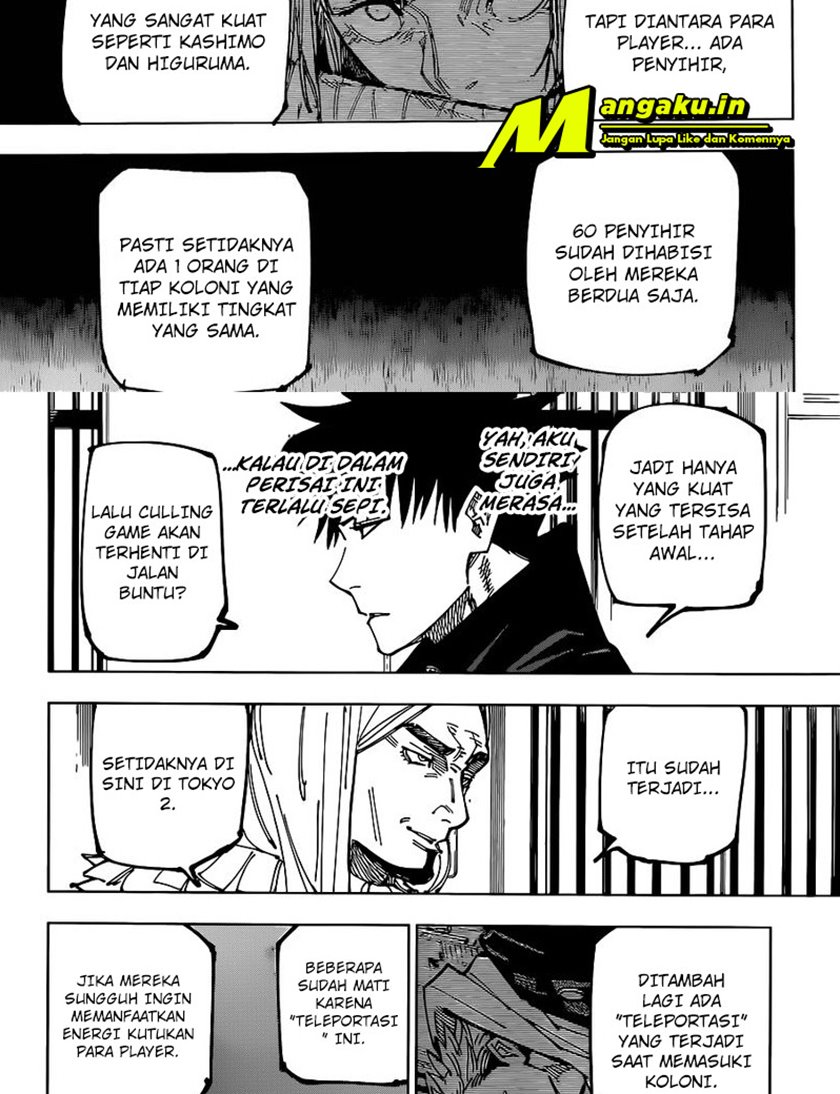 TAPI DIANTARA PARA
PLAYER... ADA
PENYIHIR,
YANG SANGAT KUAT
SEPERTI KASHIMO
DAN HIGURUMA.
Mangaku.in
Jangan Lupa Like dan Komennya
60 PENYIHIR
SUDAH DIHABISI
OLEH MEREKA
BERDUA SAJA.
PASTI SETIDAKNYA
ADA 1 ORANG DI
TIAP KOLONI YANG
MEMILIKI TINGKAT
YANG SAMA.
JADI HANYA
YANG KUAT
YANG TERSISA
SETELAH TAHAP
AWAL...
YAH, AKU
SENDIRI
JUGA
MERASA...
...KALAU DI DALAM
PERISAI INI
TERLALU SEPI.
LALU CULLING
GAME AKAN
TERHENTI DI
JALAN
BUNTU?
ITU SUDAH
TERJADI...
SETIDAKNYA DI
SINI DI TOKYO
2.
DITAMBAH
LAGI ADA
"TELEPORTASI"
YANG TERJADI
SAAT MEMASUKI
KOLONI.
BEBERAPA
SUDAH MATI
KARENA
"TELEPORTASI
" INI.
JIKA MEREKA
SUNGGUH INGIN
MEMANFAATKAN
ENERGI KUTUKAN
PARA PLAYER.